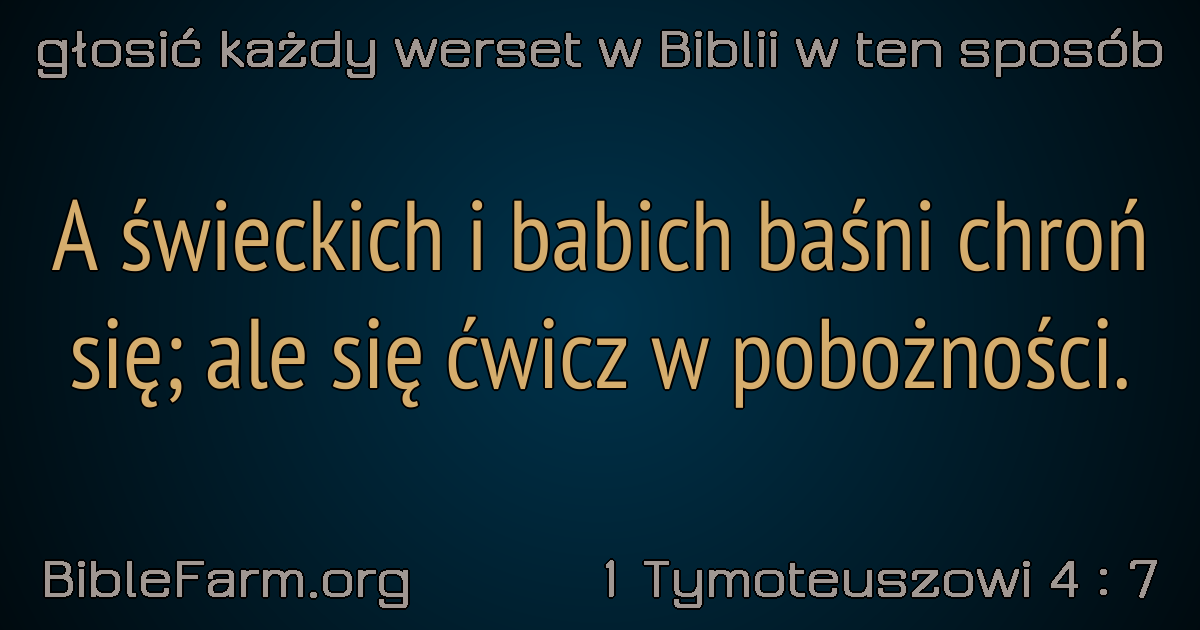 głosić każdy werset w Biblii w ten sposób
A świeckich i babich baśni chroń
się; ale się ćwicz w pobożności.
BibleFarm.org
1 Tymoteuszowi 4 : 7